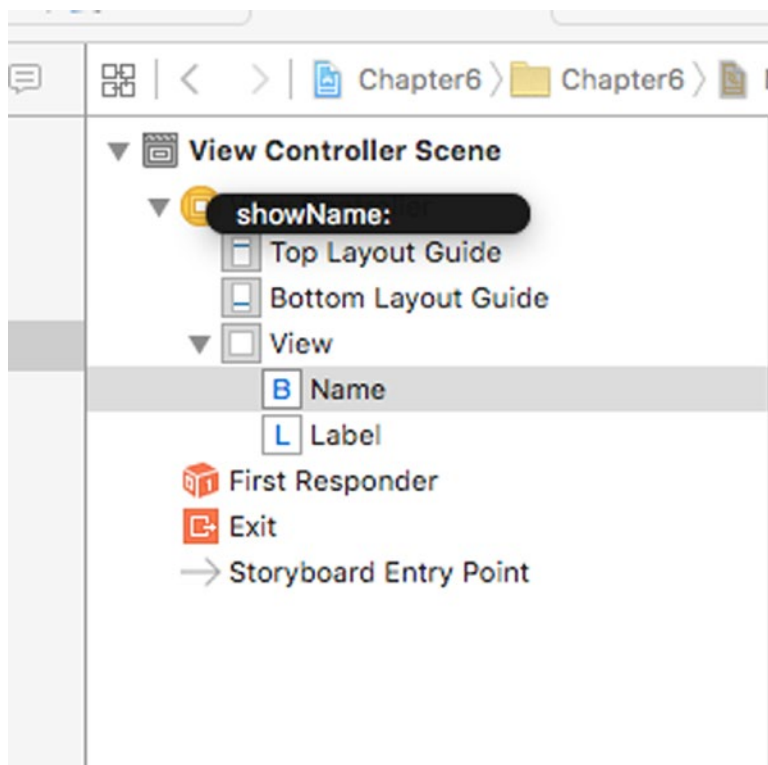 Chapter6 Chapter6
View Controller Scene
showName:
Top Layout Guide
Bottom Layout Guide
View
B Name
L Label
First Responder
Exit
Storyboard Entry Point